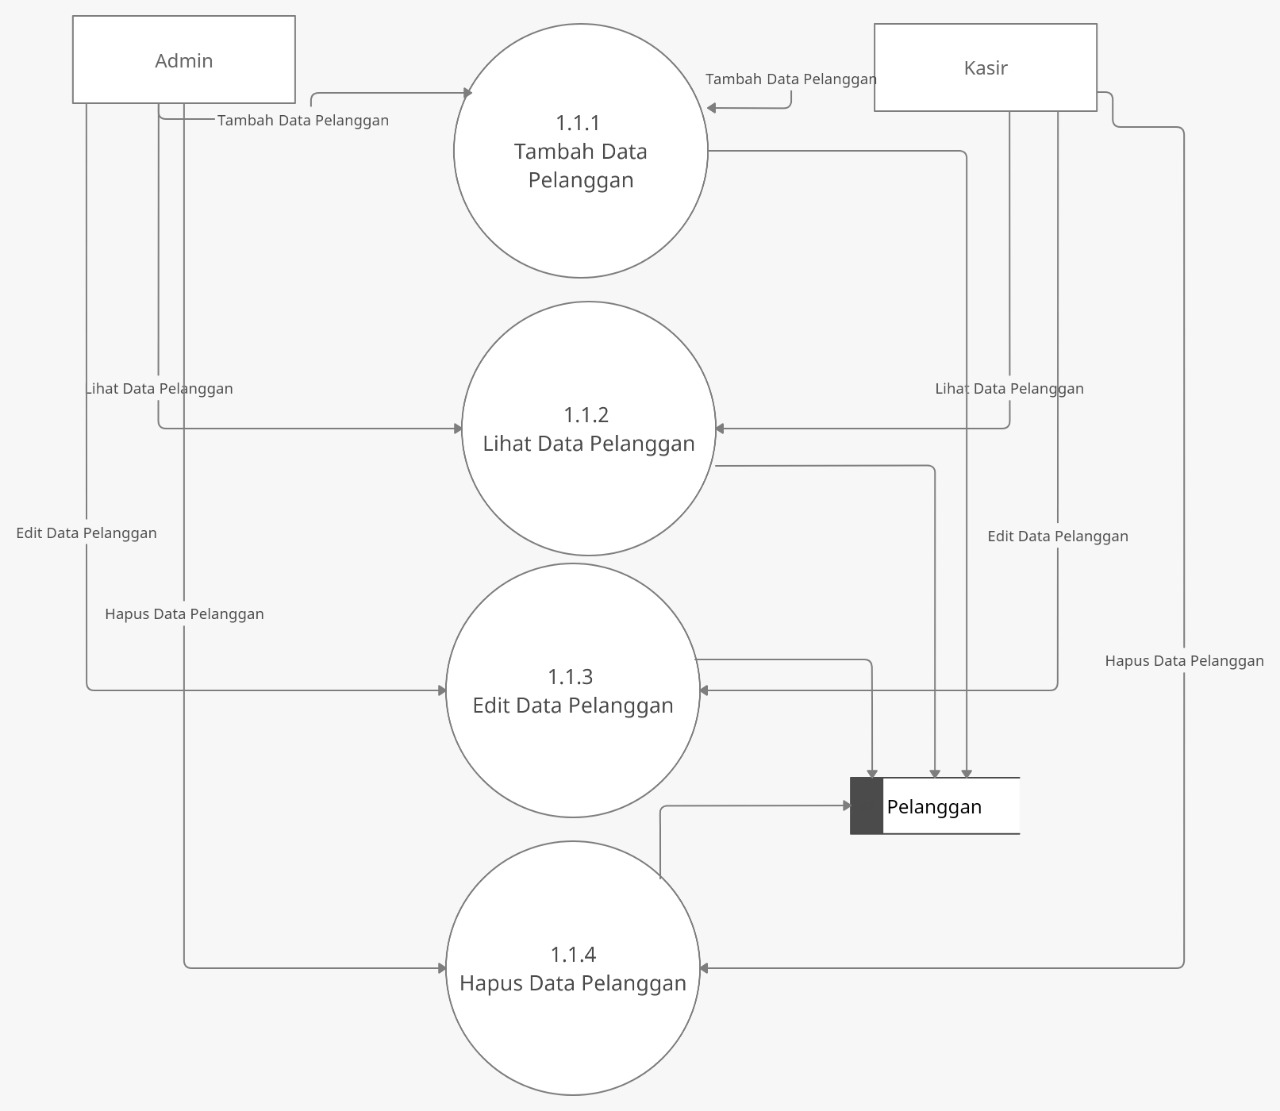 Admin
Kasir
Tambah Data Pelanggan
Tambah Data Pelanggan
1.1.1
Tambah Data
Pelanggan
Lihat Data Pelanggan
Lihat Data Pelanggan
1.1.2
Lihat Data Pelanggan
Edit Data Pelanggan
Edit Data Pelanggan
Hapus Data Pelanggan
Hapus Data Pelanggan
1.1.3
Edit Data Pelanggan
Pelanggan
1.1.4
Hapus Data Pelanggan